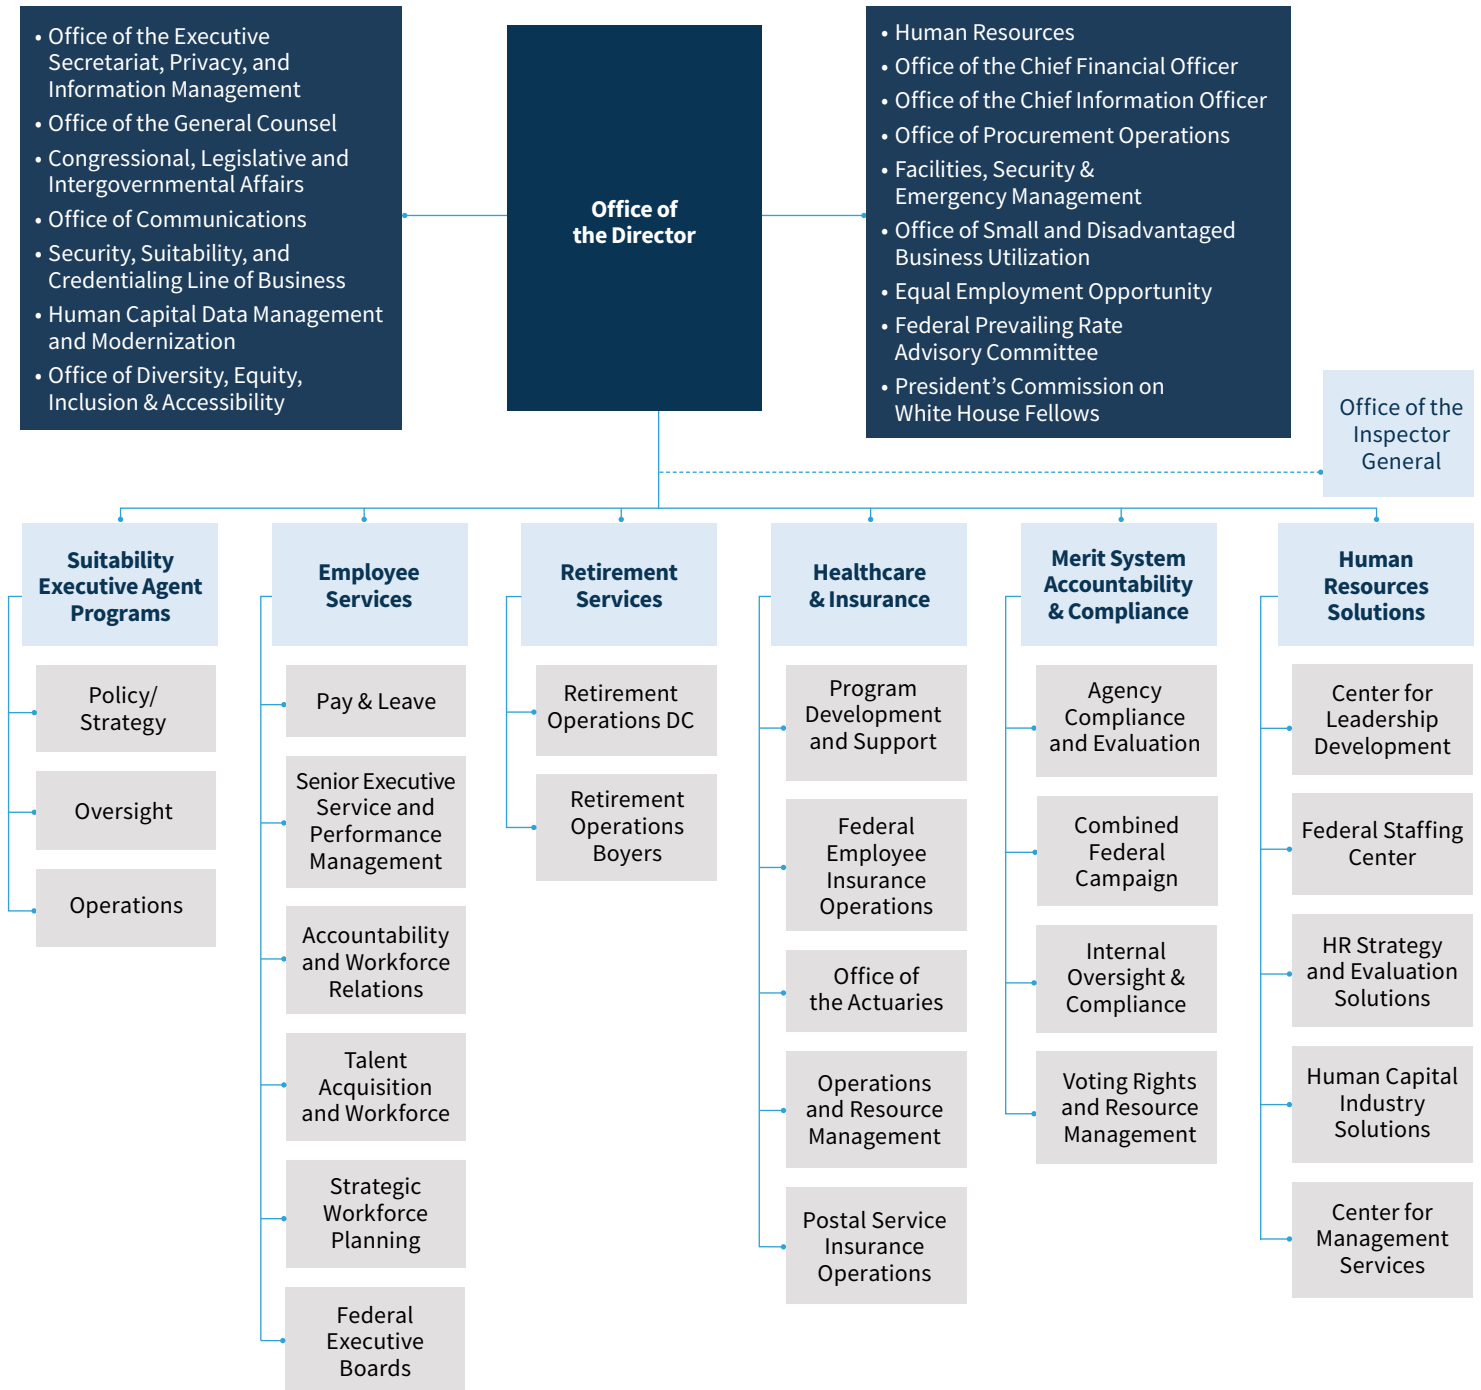 • Office of the Executive
Secretariat, Privacy, and
Information Management
• Office of the General Counsel
• Congressional, Legislative and
Intergovernmental Affairs
• Office of Communications
• Security, Suitability, and
Credentialing Line of Business
• Human Capital Data Management
and Modernization
• Office of Diversity, Equity,
Inclusion & Accessibility
Office of
the Director
• Human Resources
• Office of the Chief Financial Officer
• Office of the Chief Information Officer
• Office of Procurement Operations
• Facilities, Security &
Emergency Management
• Office of Small and Disadvantaged
Business Utilization
• Equal Employment Opportunity
• Federal Prevailing Rate
Advisory Committee
• President’s Commission on
White House Fellows
Office of the
Inspector
General
Suitability
Executive Agent
Programs
Policy/
Strategy
Oversight
Operations
Employee
Services
Pay & Leave
Senior Executive
Service and
Performance
Management
Accountability
and Workforce
Relations
Talent
Acquisition
and Workforce
Strategic
Workforce
Planning
Federal
Executive
Boards
Retirement
Services
Retirement
Operations DC
Retirement
Operations
Boyers
Healthcare
& Insurance
Program
Development
and Support
Federal
Employee
Insurance
Operations
Office of
the Actuaries
Operations
and Resource
Management
Postal Service
Insurance
Operations
Merit System
Accountability
& Compliance
Agency
Compliance
and Evaluation
Combined
Federal
Campaign
Internal
Oversight &
Compliance
Voting Rights
and Resource
Management
Human
Resources
Solutions
Center for
Leadership
Development
Federal Staffing
Center
HR Strategy
and Evaluation
Solutions
Human Capital
Industry
Solutions
Center for
Management
Services